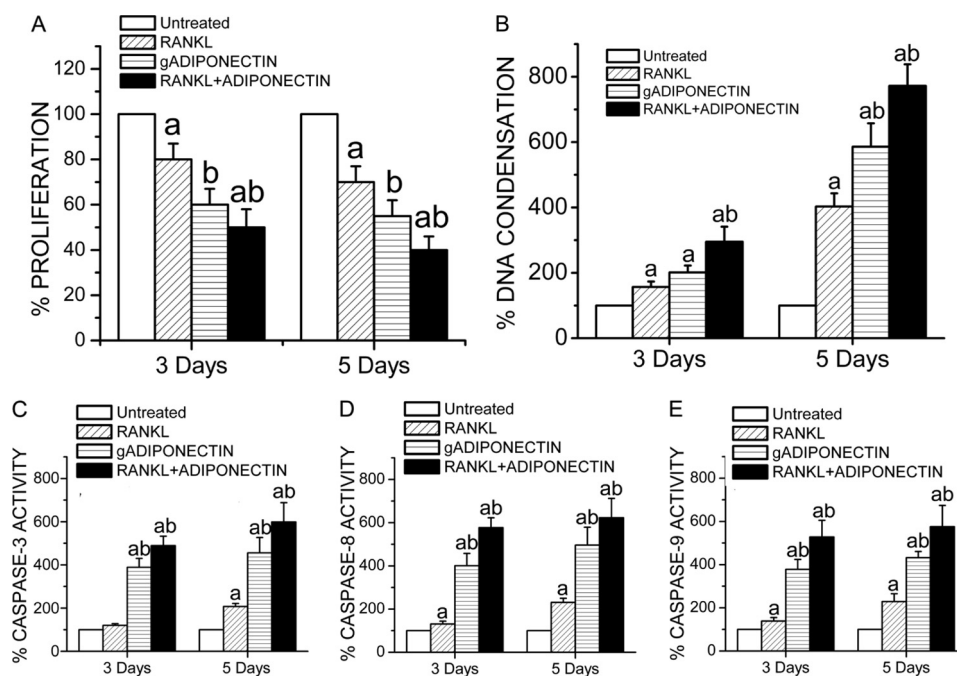 A
Untreated
RANKL
gADIPONECTIN
RANKL+ADIPONECTIN
% PROLIFERATION
120
100
80
60
40
20
0
a
b
ab
a
b
ab
3 Days
5 Days
B
Untreated
RANKL
gADIPONECTIN
RANKL+ADIPONECTIN
% DNA CONDENSATION
800
600
400
200
0
a
a
ab
a
ab
ab
3 Days
5 Days
C
Untreated
RANKL
gADIPONECTIN
RANKL+ADIPONECTIN
% CASPASE-3 ACTIVITY
800
600
400
200
0
ab
ab
a
ab
ab
3 Days
5 Days
D
Untreated
RANKL
gADIPONECTIN
RANKL+ADIPONECTIN
% CASPASE-8 ACTIVITY
800
600
400
200
0
a
ab
ab
a
ab
ab
3 Days
5 Days
E
Untreated
RANKL
gADIPONECTIN
RANKL+ADIPONECTIN
% CASPASE-9 ACTIVITY
800
600
400
200
0
a
ab
ab
a
ab
ab
3 Days
5 Days